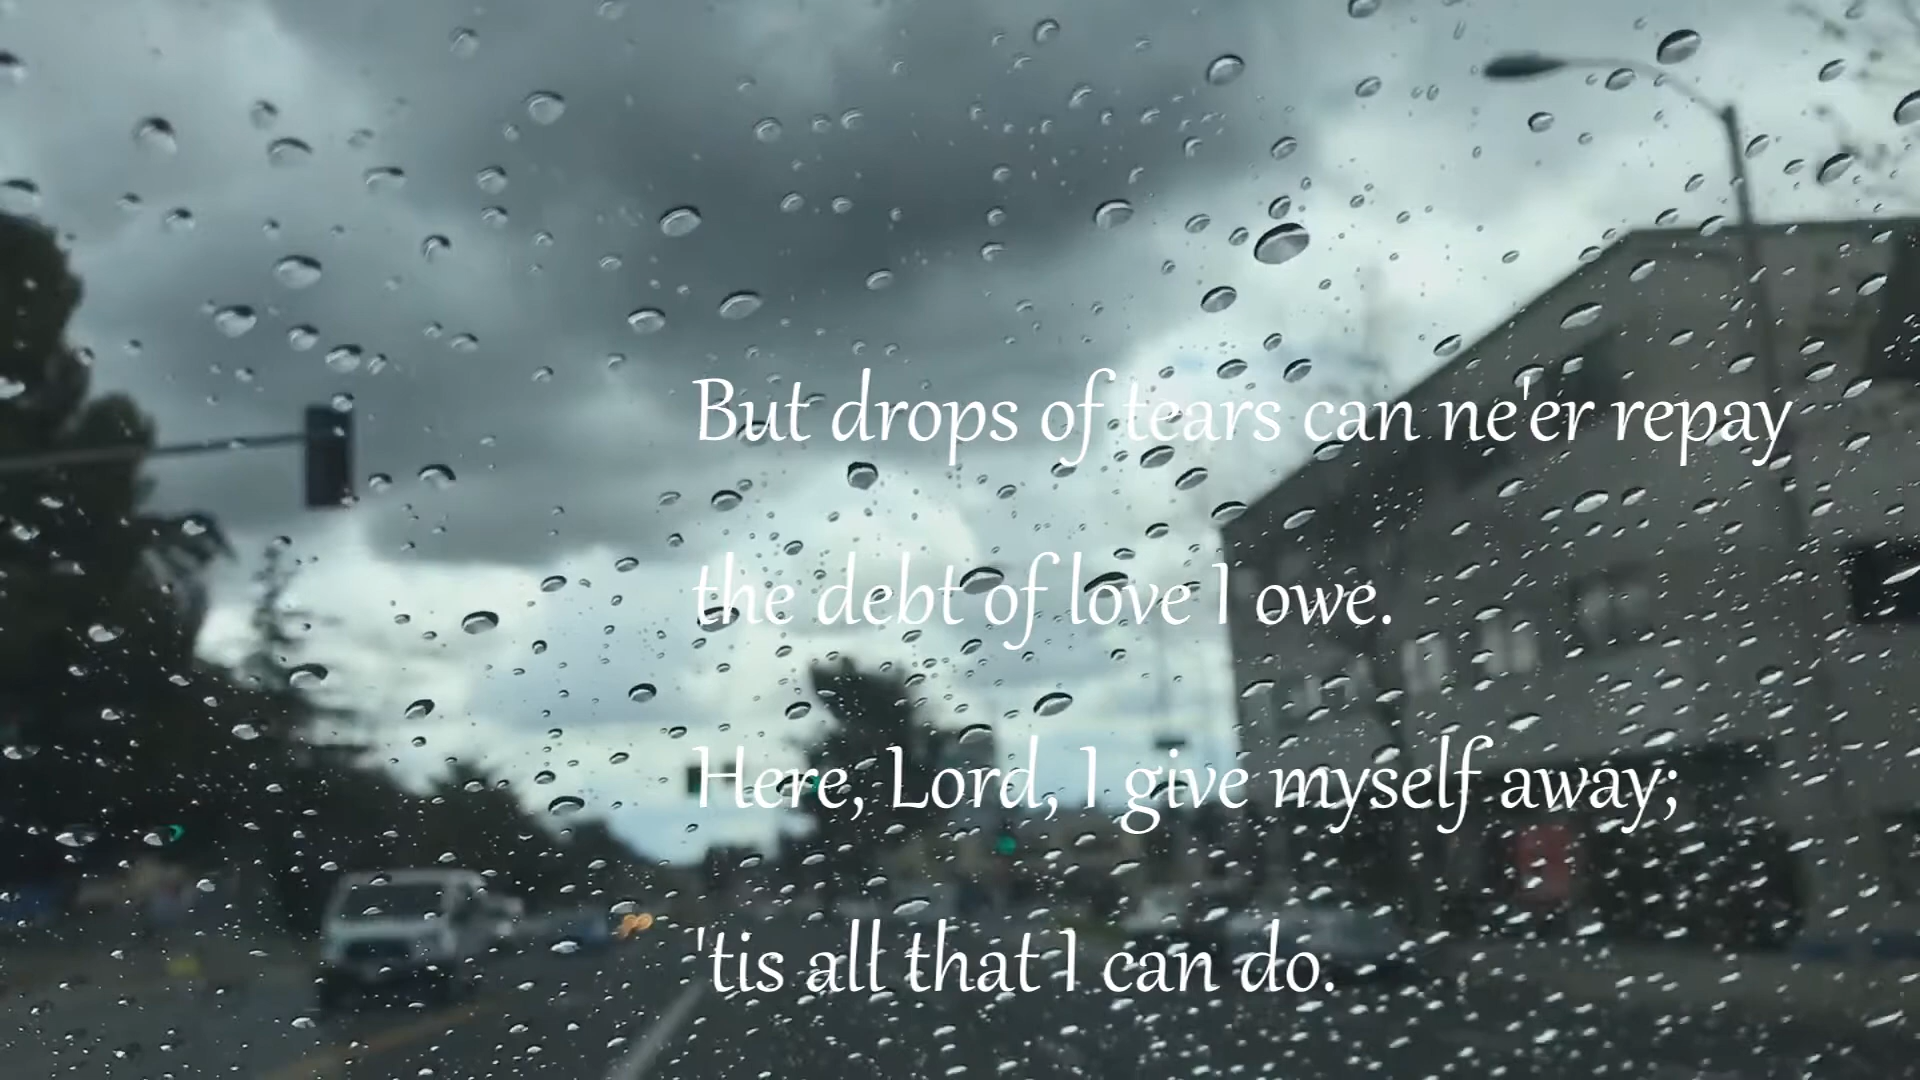 But drops of tears can ne'er repay
the debt of love I owe.
Here, Lord, I give myself away;
'tis all that I can do.